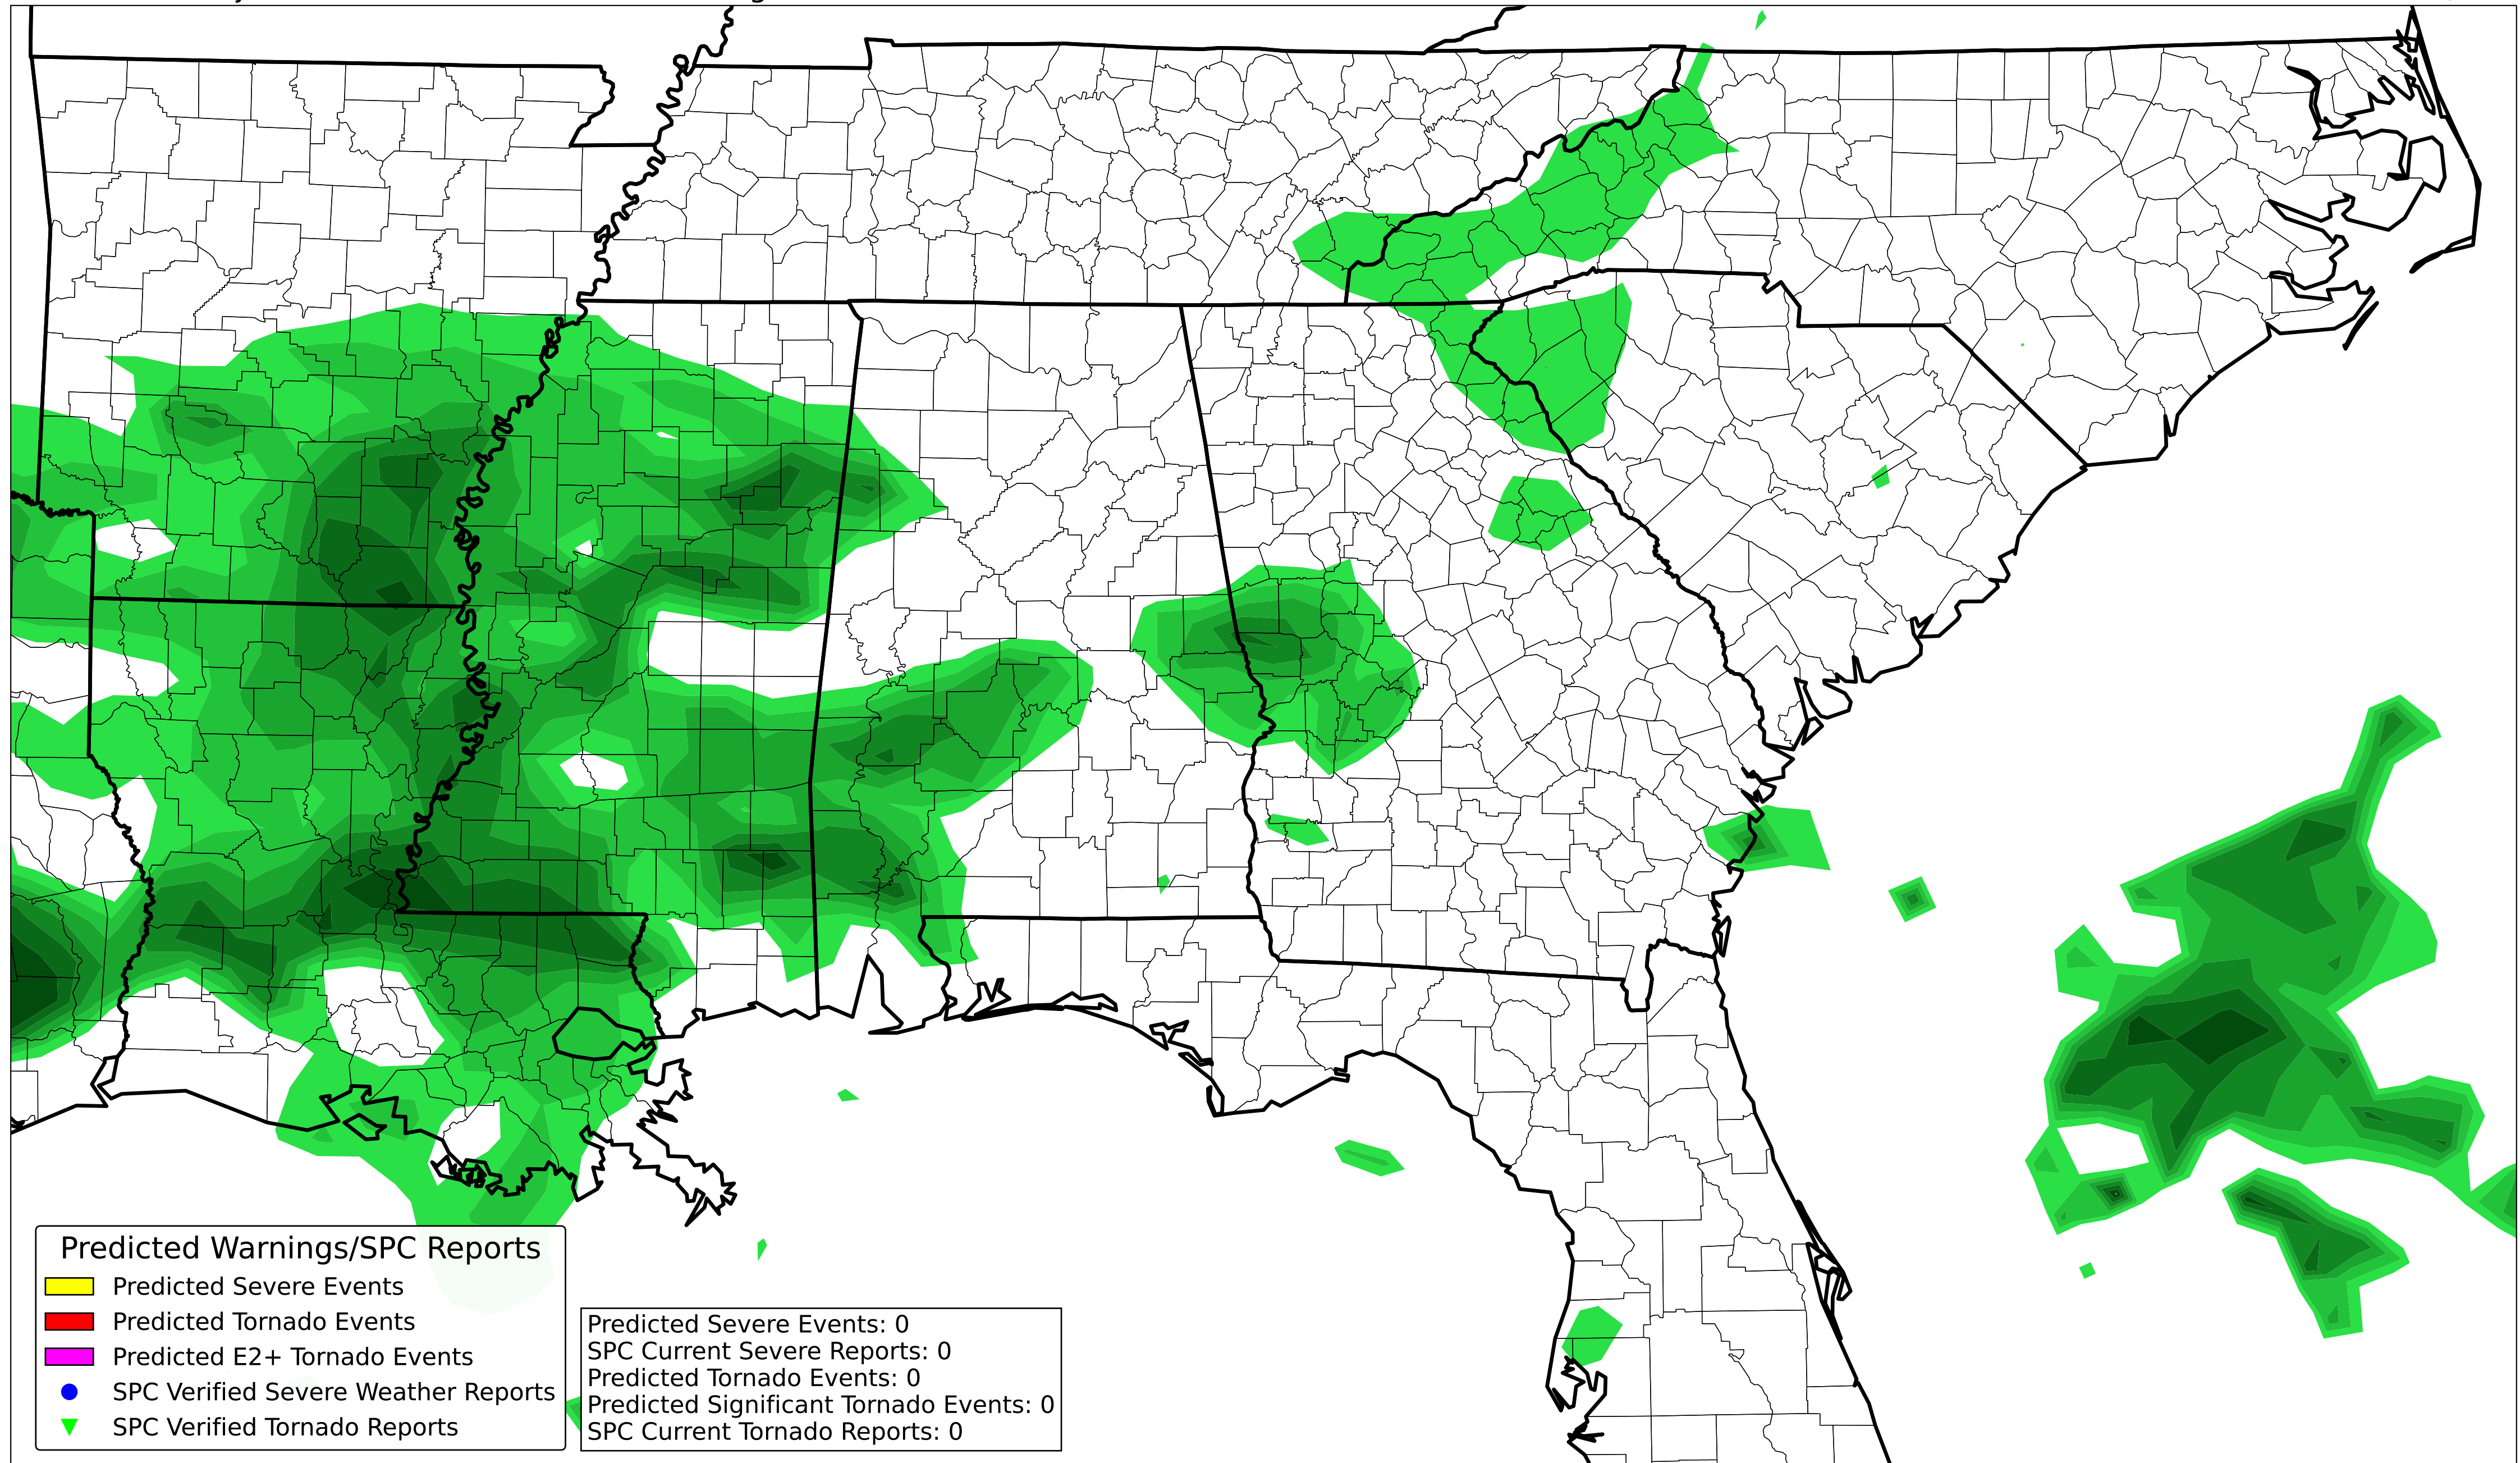 Predicted Warnings/SPC Reports
Predicted Severe Events
Predicted Tornado Events
Predicted E2+ Tornado Events
SPC Verified Severe Weather Reports
SPC Verified Tornado Reports
Predicted Severe Events: 0
SPC Current Severe Reports: 0
Predicted Tornado Events: 0
Predicted Significant Tornado Events: 0
SPC Current Tornado Reports: 0